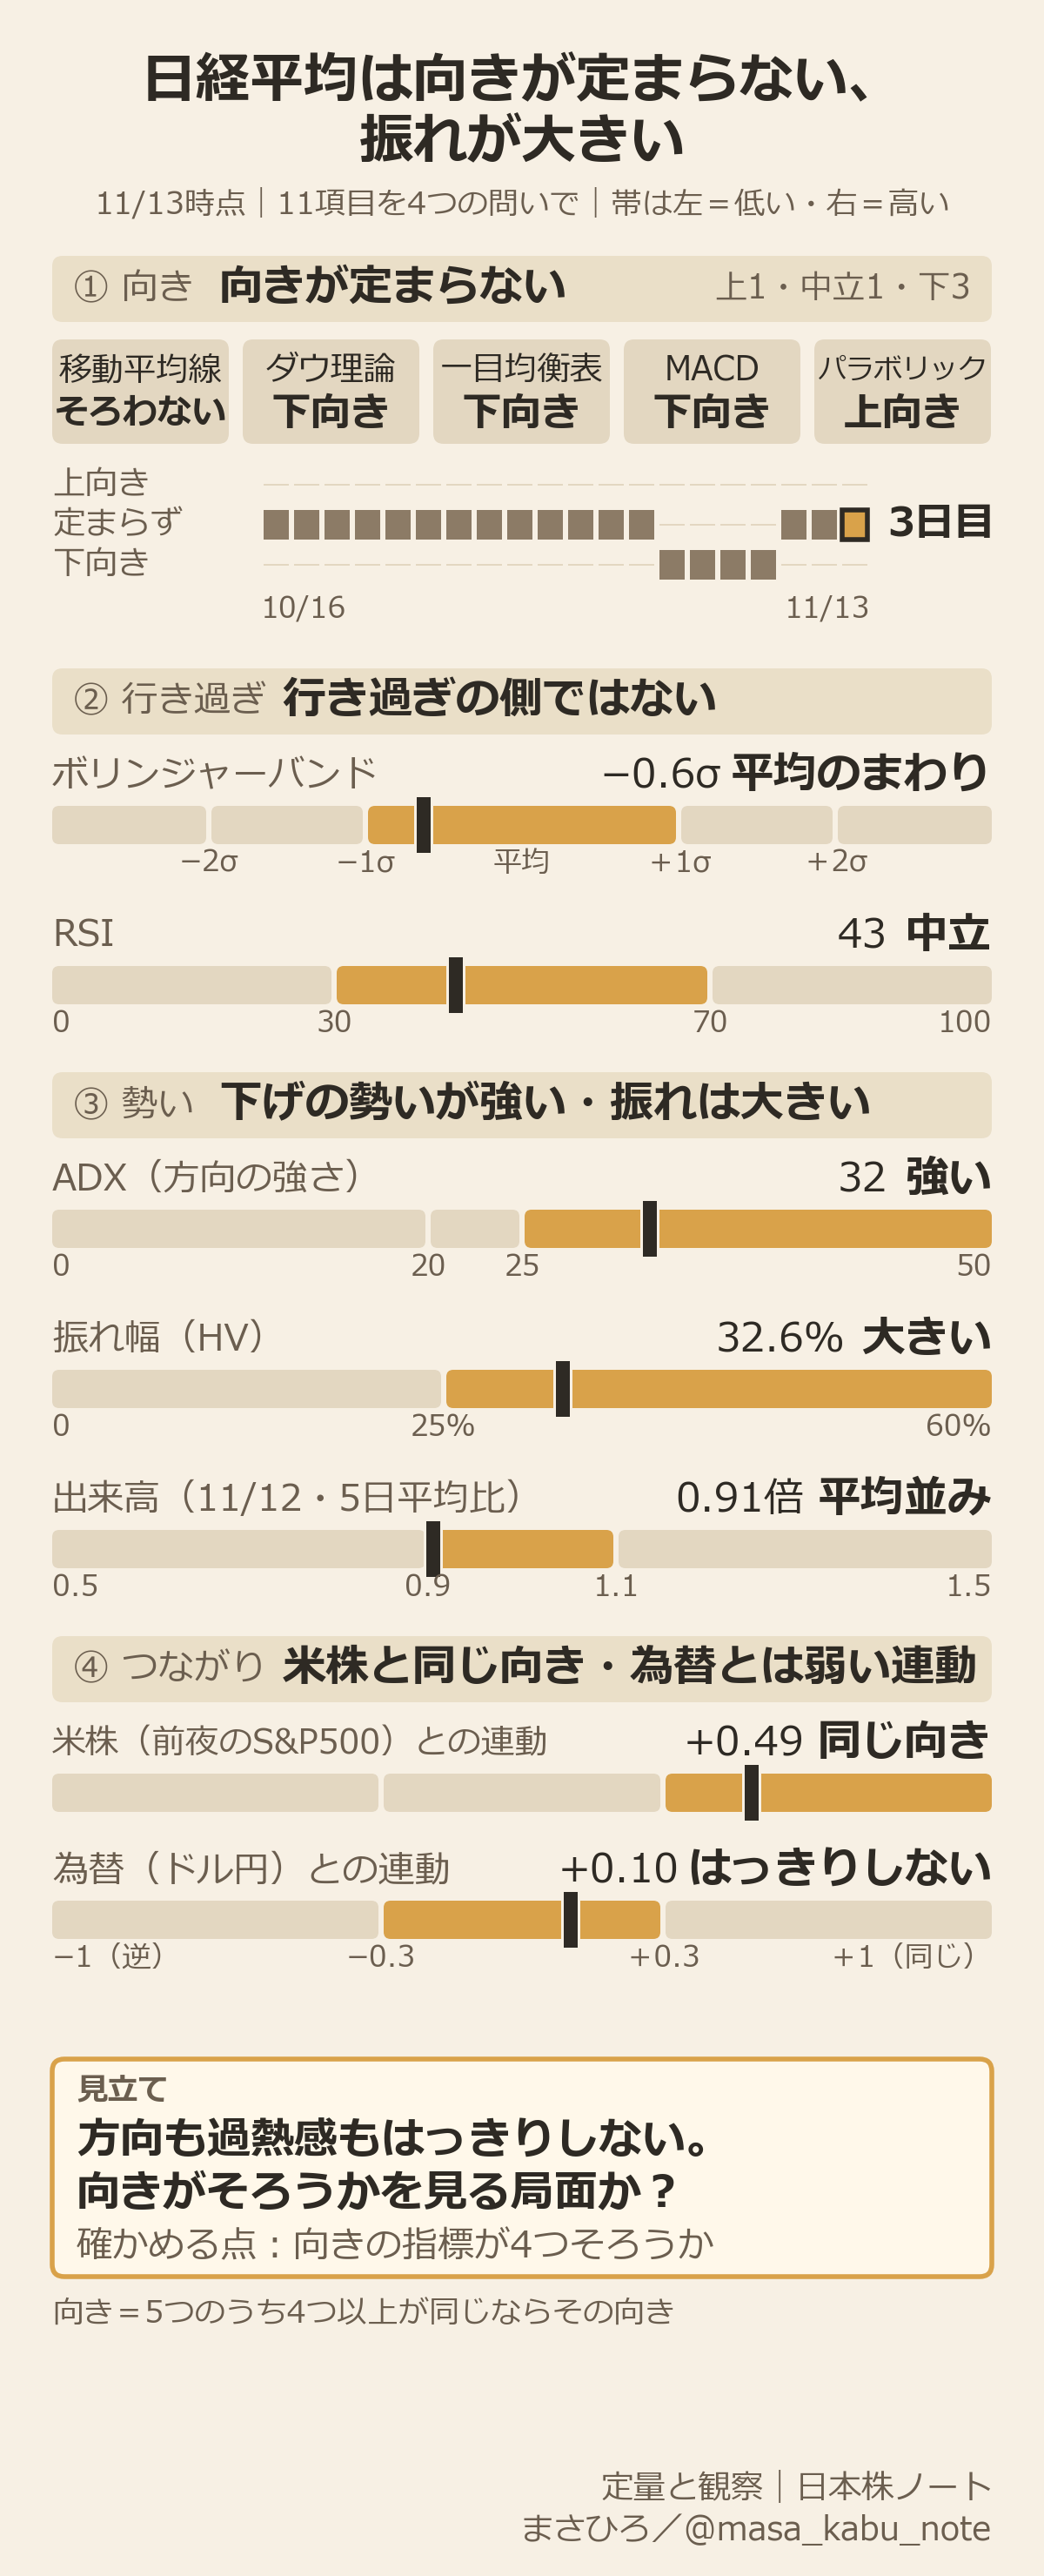 日経平均は向きが定まらない、
振れが大きい
11/13時点｜11項目を4つの問いで｜帯は左＝低い・右＝高い
① 向き 向きが定まらない 上1・中立1・下3
移動平均線 ダウ理論 一目均衡表 MACD パラボリック
そろわない 下向き 下向き 下向き 上向き
上向き
定まらず 3日目
下向き
10/16 11/13
② 行き過ぎ 行き過ぎの側ではない
ボリンジャーバンド −0.6σ 平均のまわり
−2σ −1σ 平均 +1σ +2σ
RSI 43 中立
0 30 70 100
③ 勢い 下げの勢いが強い・振れは大きい
ADX（方向の強さ） 32 強い
0 20 25 50
振れ幅（HV） 32.6% 大きい
0 25% 60%
出来高（11/12・5日平均比） 0.91倍 平均並み
0.5 0.9 1.1 1.5
④ つながり 米株と同じ向き・為替とは弱い連動
米株（前夜のS&P500）との連動 +0.49 同じ向き
為替（ドル円）との連動 +0.10 はっきりしない
−1（逆） −0.3 +0.3 +1（同じ）
見立て
方向も過熱感もはっきりしない。
向きがそろうかを見る局面か？
確かめる点：向きの指標が4つそろうか
向き＝5つのうち4つ以上が同じならその向き
定量と観察｜日本株ノート
まさひろ／@masa_kabu_note